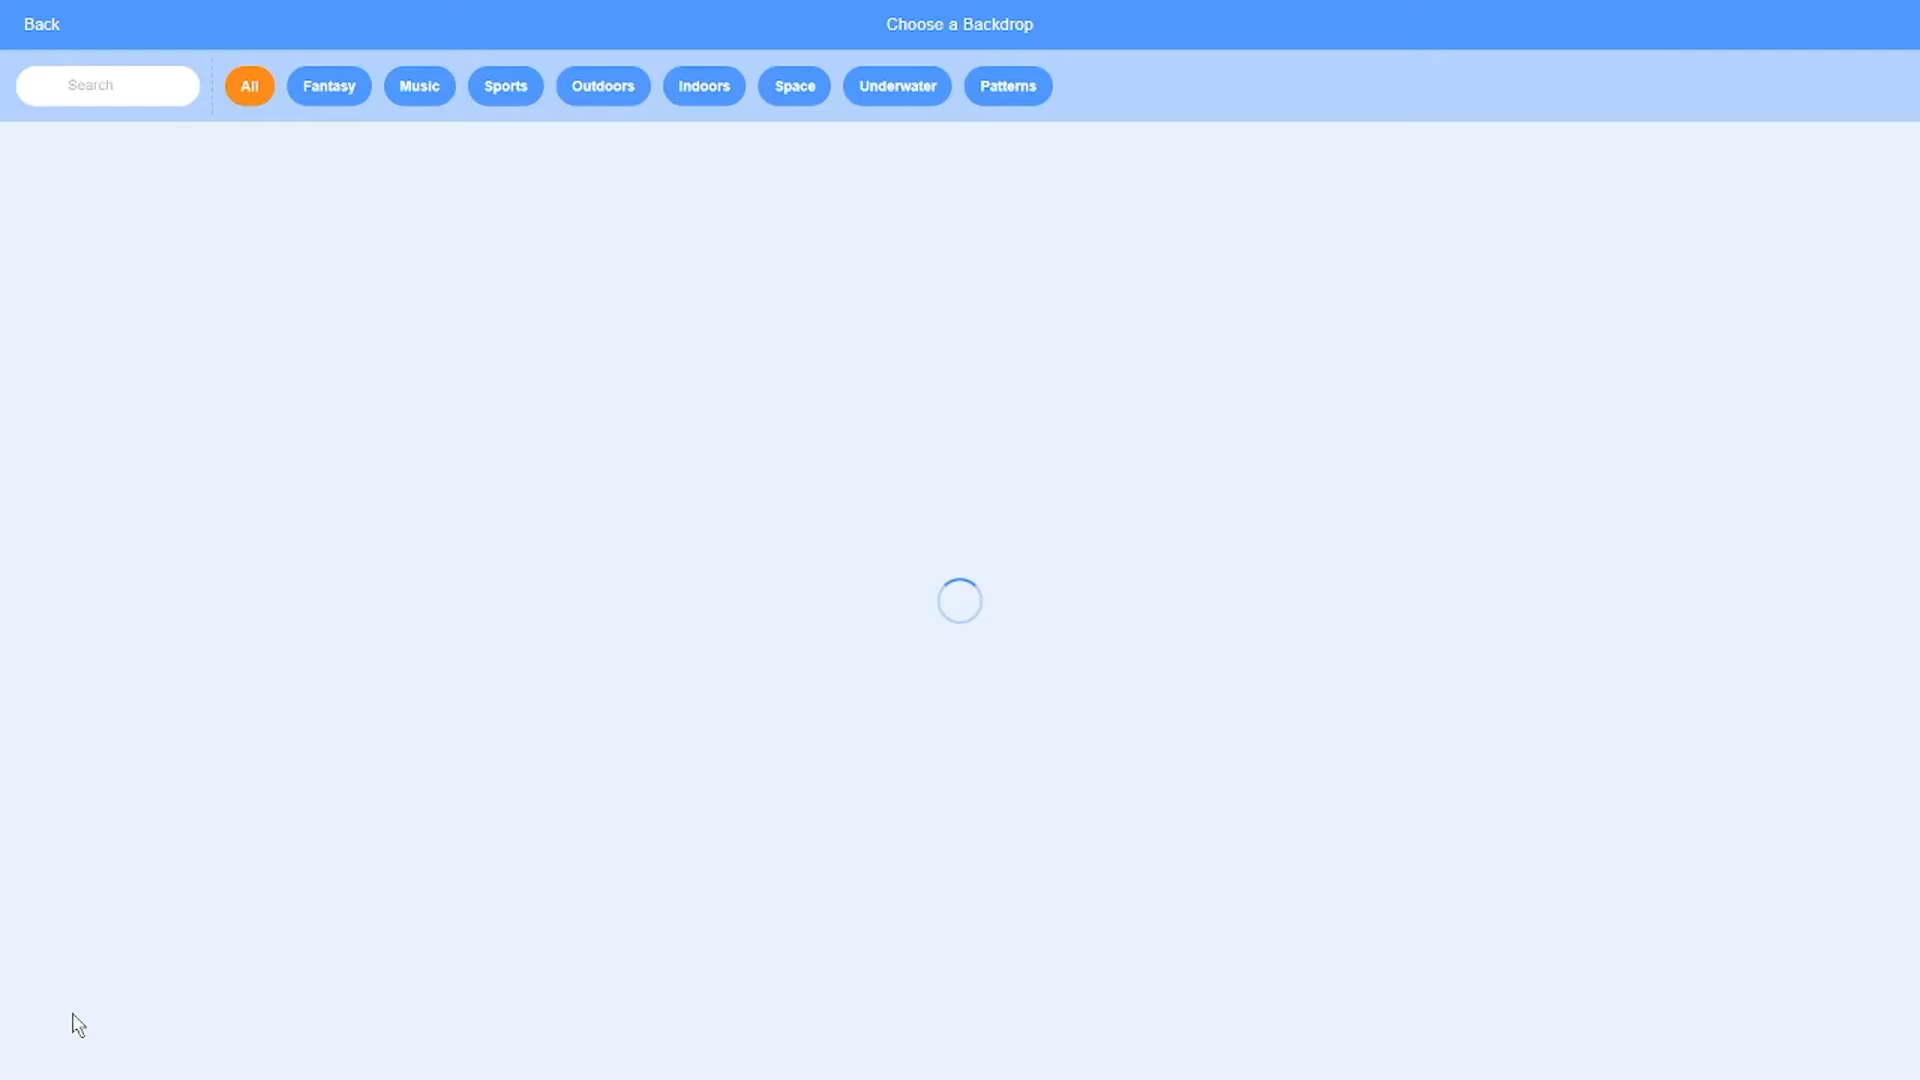 Back
Choose a Backdrop
Search
All
Fantasy
Music
Sports
Outdoors
Indoors
Space
Underwater
Patterns